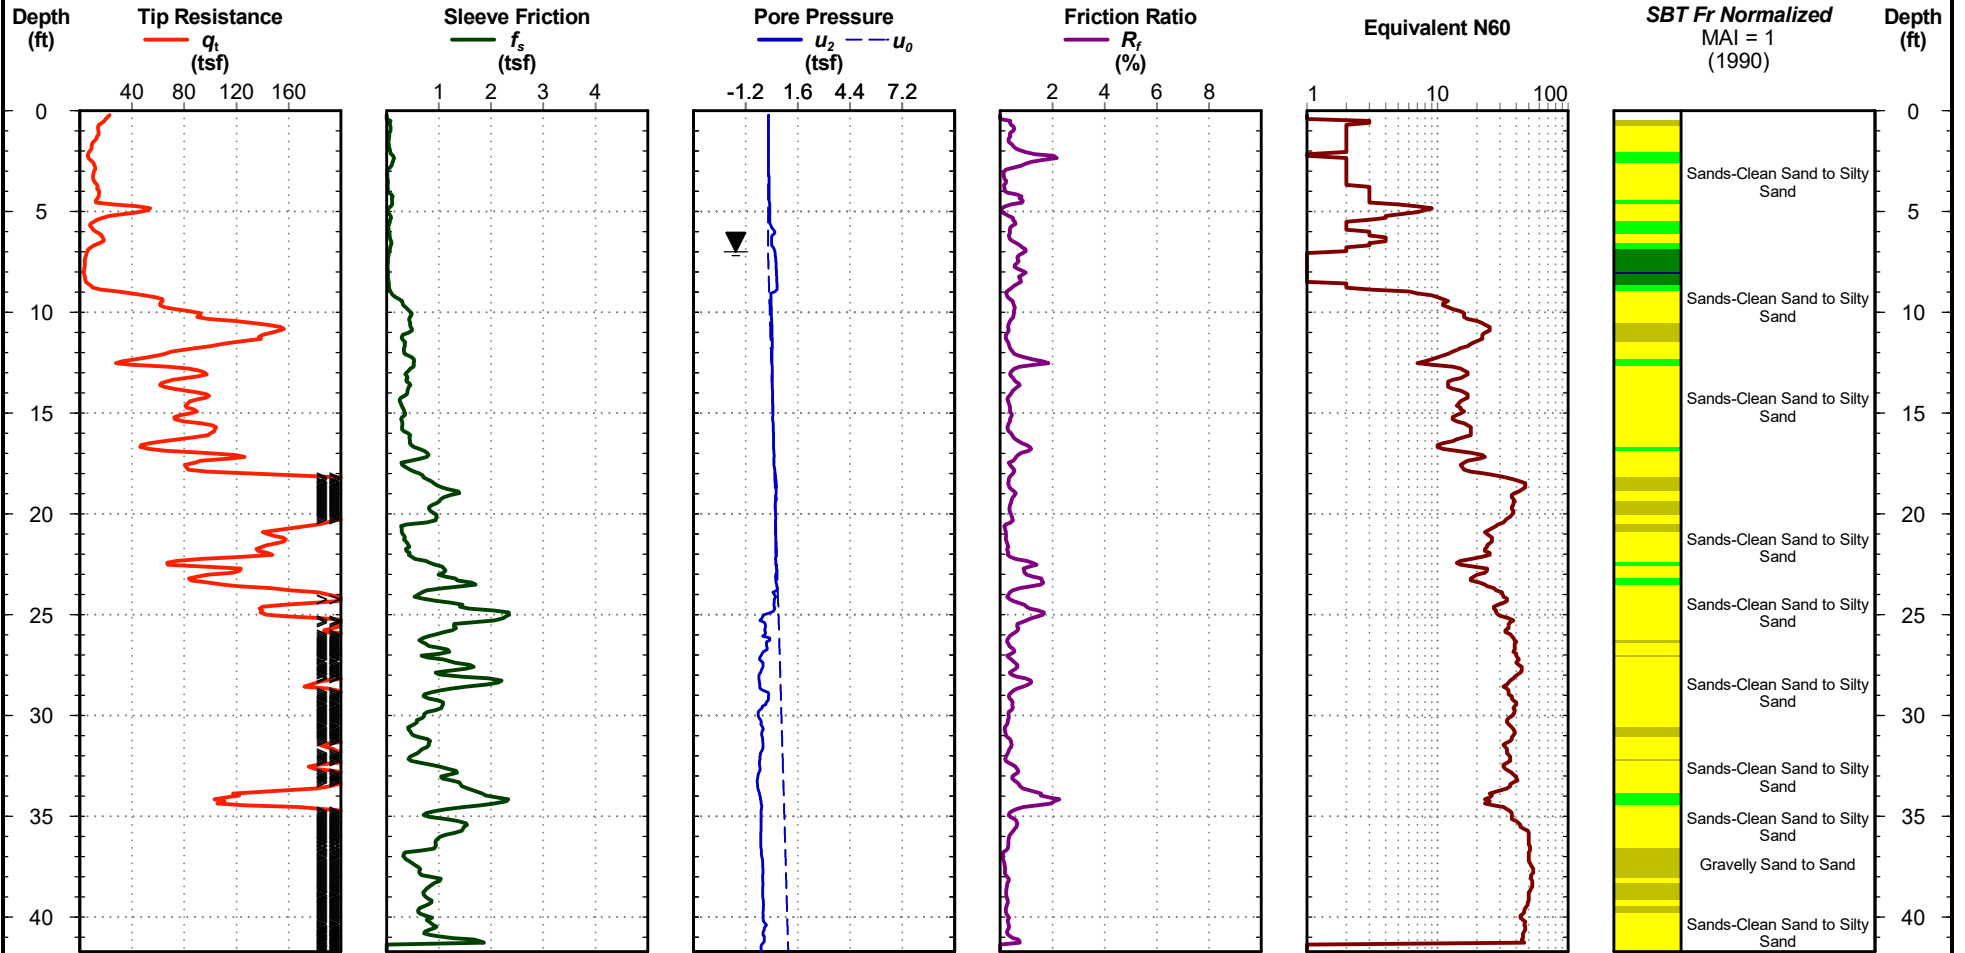 Depth
(ft)
Tip Resistance
qt
(tsf)
Sleeve Friction
fs
(tsf)
Pore Pressure
u2 u0
(tsf)
Friction Ratio
Rf
(%)
Equivalent N60
SBT Fr Normalized
MAI = 1
(1990)
Depth
(ft)
40 80 120 160
1 2 3 4
-1.2 1.6 4.4 7.2
2 4 6 8
1 10 100
0 0
Sands-Clean Sand to Silty
Sand
5 5
Sands-Clean Sand to Silty
Sand
10 10
Sands-Clean Sand to Silty
Sand
15 15
20 20
Sands-Clean Sand to Silty
Sand
Sands-Clean Sand to Silty
Sand
25 25
Sands-Clean Sand to Silty
Sand
30 30
Sands-Clean Sand to Silty
Sand
35 35
Sands-Clean Sand to Silty
Sand
Gravelly Sand to Sand
40 40
Sands-Clean Sand to Silty
Sand